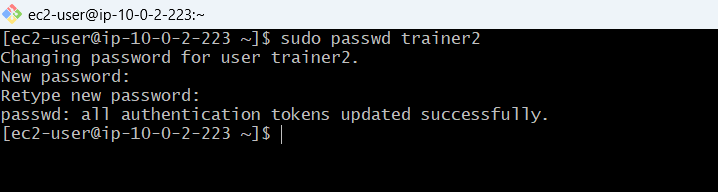 ec2-user@ip-10-0-2-223:~
[ec2-user@ip-10-0-2-223 ~]$ sudo passwd trainer2
Changing password for user trainer2.
New password:
Retype new password:
passwd: all authentication tokens updated successfully.
[ec2-user@ip-10-0-2-223 ~]$